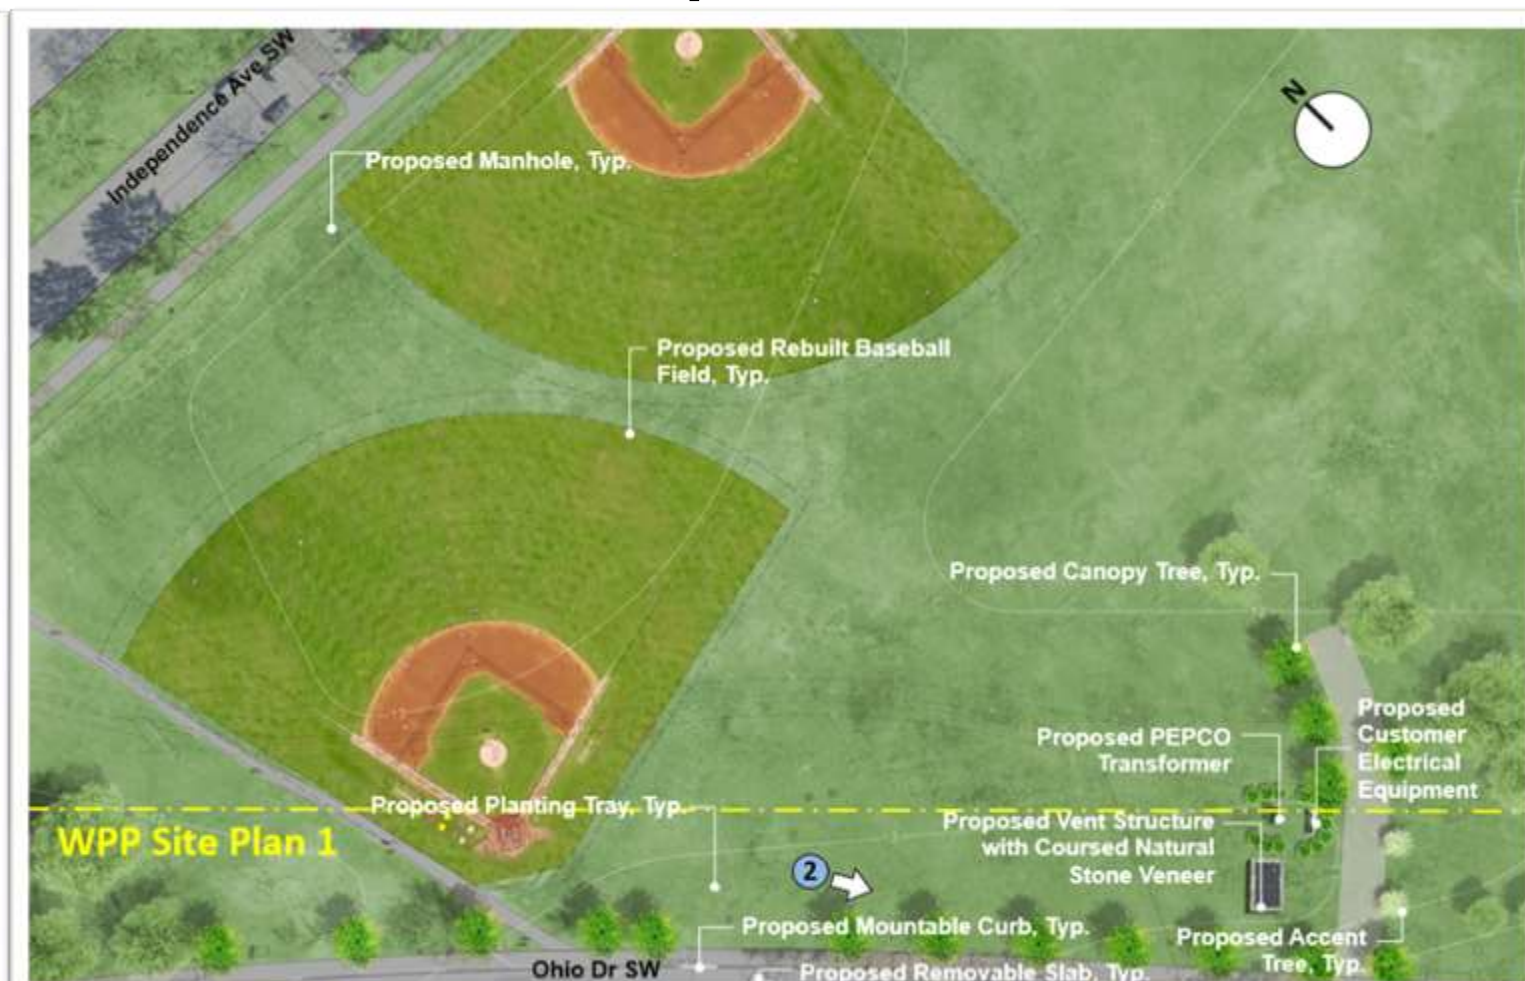 Independence Ave SW
N
Proposed Manhole, Typ.
Proposed Rebuilt Baseball
Field, Typ.
Proposed Canopy Tree, Typ.
Proposed PEPCO
Transformer
Proposed
Customer
Electrical
Equipment
Proposed Planting Tray, Typ.
WPP Site Plan 1
Proposed Vent Structure
with Coursed Natural
Stone Veneer
2
Proposed Mountable Curb, Typ.
Proposed Accent
Tree, Typ.
Ohio Dr SW
Proposed Removable Slab, Typ.